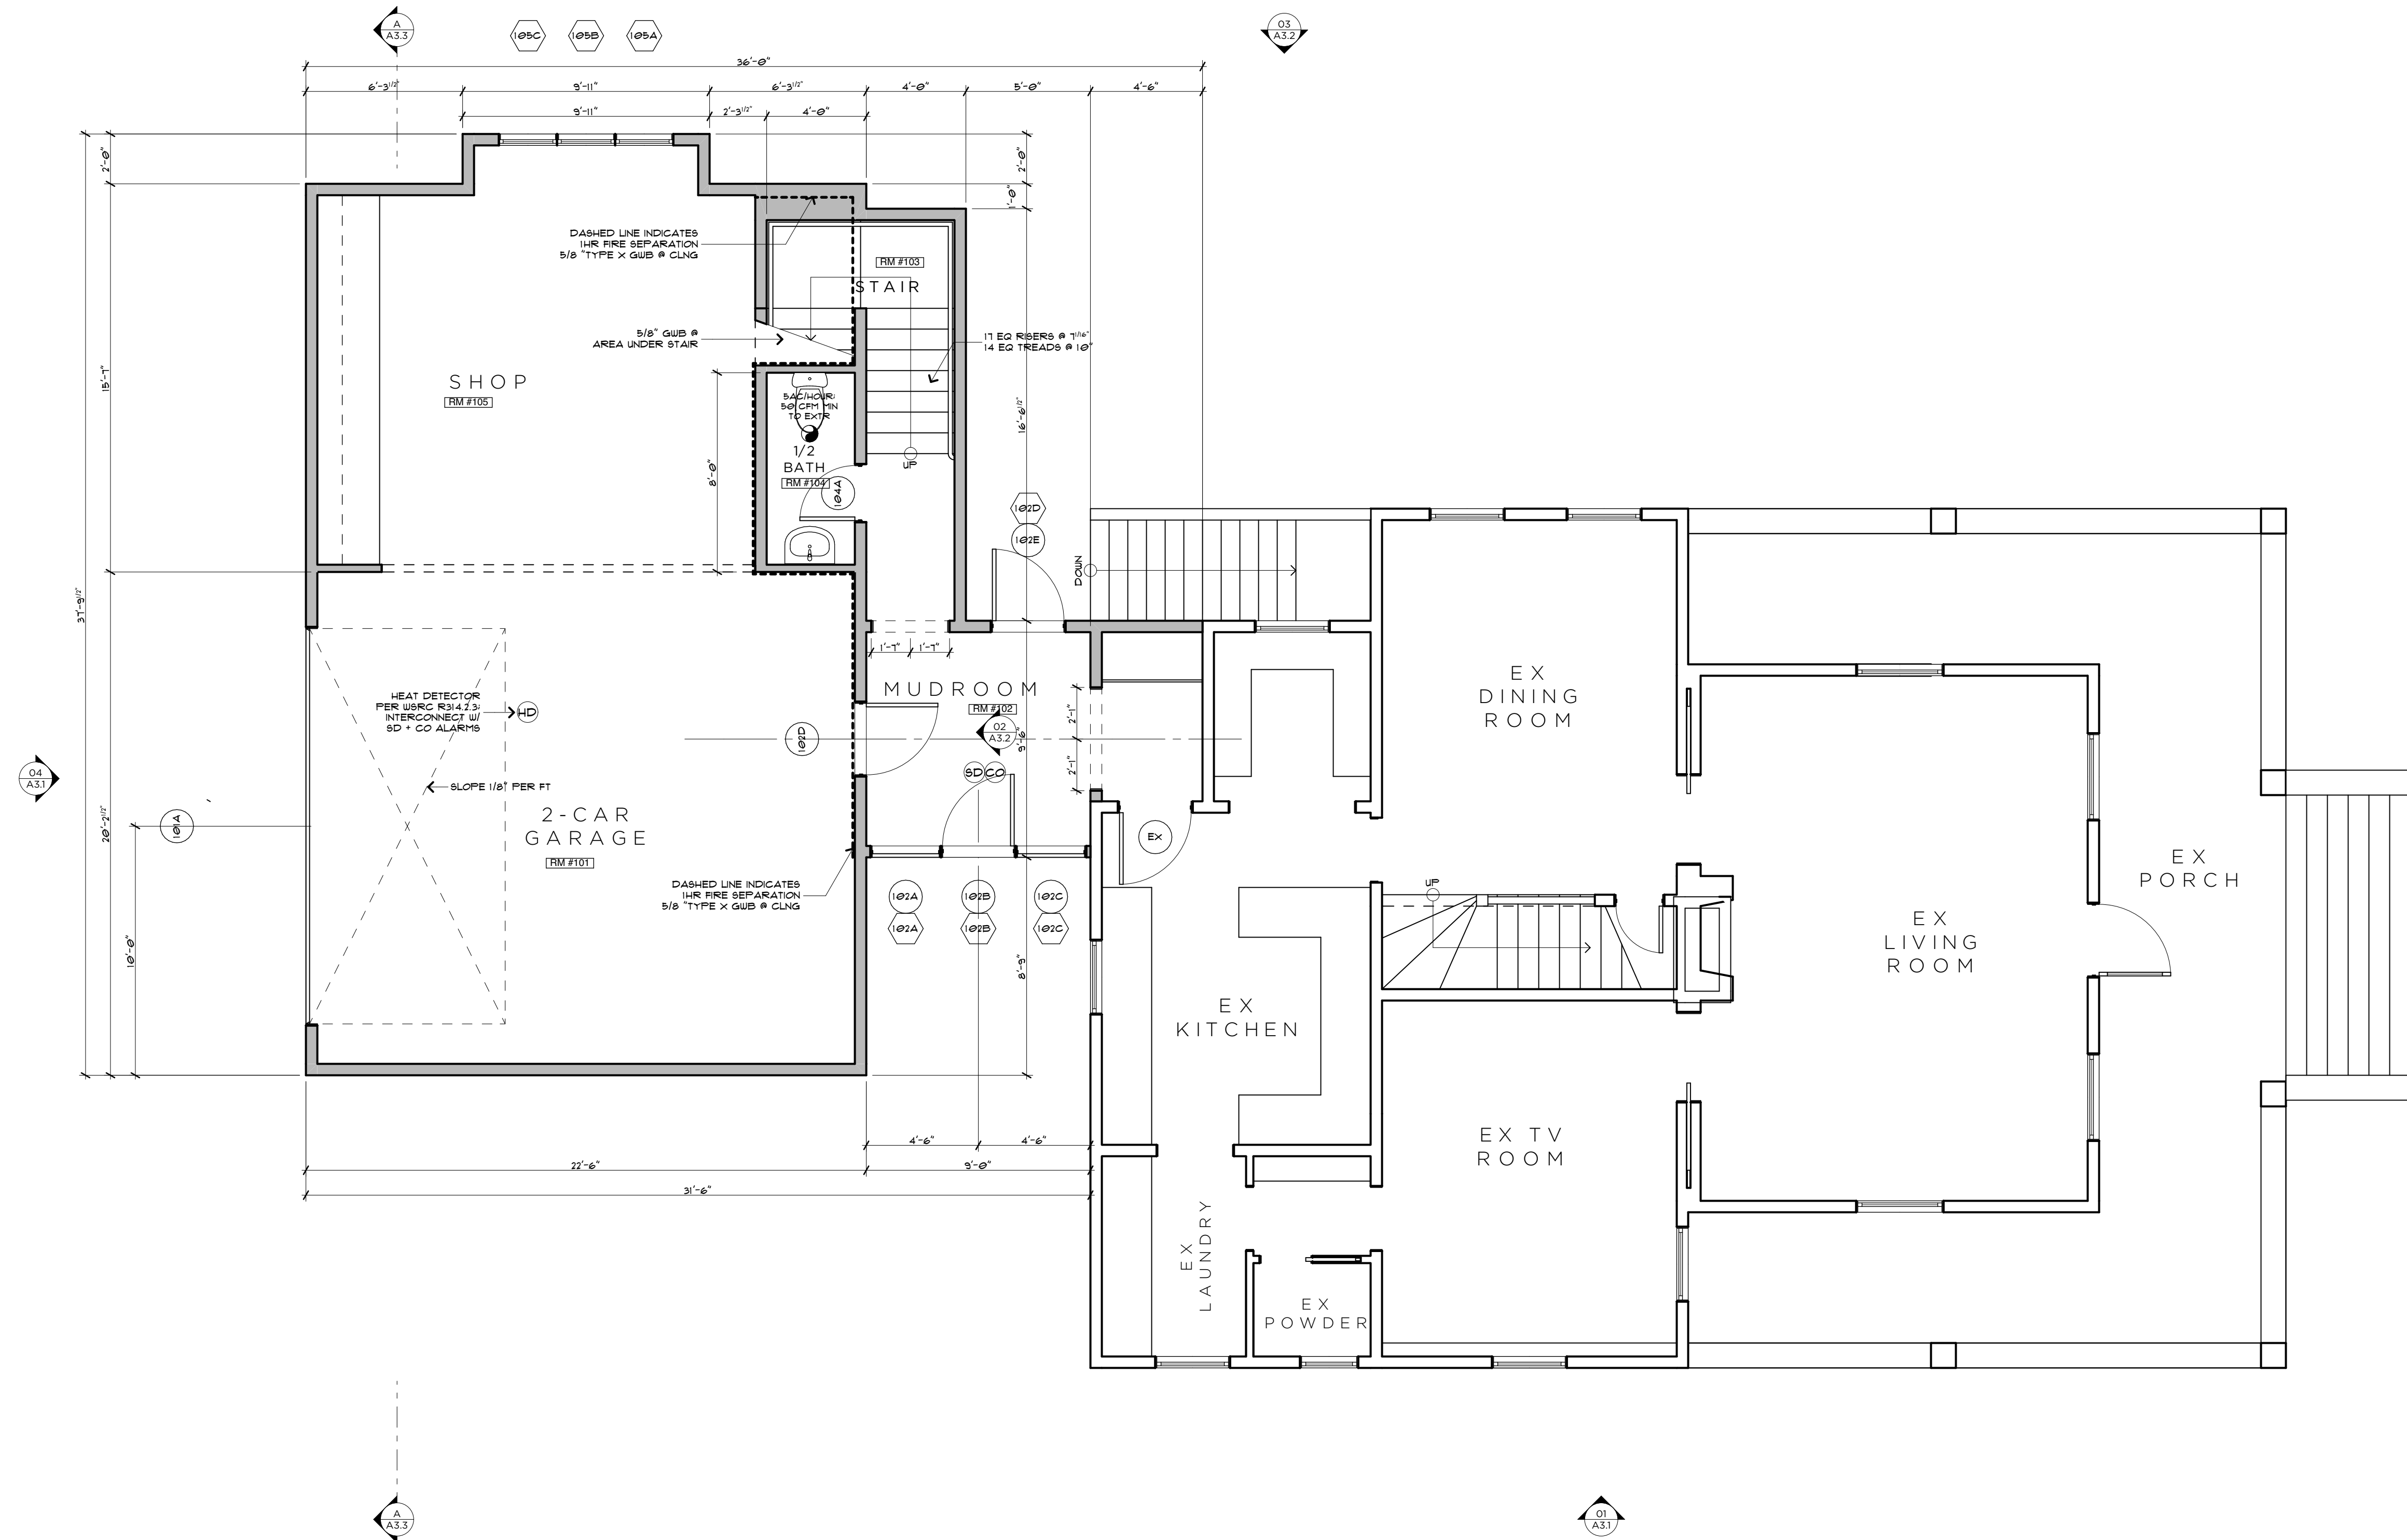 A
A3.3
105C
105B
105A
03
A3.2
36'-0"
6'-3 1/2"
9'-11"
6'-3 1/2"
4'-0"
5'-0"
4'-6"
9'-11"
2'-3 1/2"
4'-0"
2'-0"
2'-0"
1'-0"
DASHED LINE INDICATES
1HR FIRE SEPARATION
5/8 "TYPE X GWB @ CLNG
RM #103
STAIR
5/8" GWB @
AREA UNDER STAIR
17 EQ RISERS @ 7 1/16"
14 EQ TREADS @ 10"
15'-7"
SHOP
RM #105
5AC/HOUR;
50 CFM MIN
TO EXTR
16'-6 1/2"
1/2
BATH
RM #104
104A
UP
8'-0"
102D
102E
DOWN
37'-9 1/2"
1'-7"
1'-7"
MUDROOM
RM #102
HEAT DETECTOR
PER WSRC R314.2.3;
INTERCONNECT W/
SD + CO ALARMS
HD
102D
02
A3.2
2'-1"
9'-6"
2'-1"
SD
CO
EX
DINING
ROOM
04
A3.1
SLOPE 1/8" PER FT
101A
20'-2 1/2"
2-CAR
GARAGE
RM #101
EX
DASHED LINE INDICATES
1HR FIRE SEPARATION
5/8 "TYPE X GWB @ CLNG
102A
102B
102C
102A
102B
102C
UP
EX
PORCH
10'-0"
8'-9"
EX
LIVING
ROOM
EX
KITCHEN
4'-6"
4'-6"
EX TV
ROOM
22'-6"
9'-0"
31'-6"
EX
LAUNDRY
EX
POWDER
A
A3.3
01
A3.1